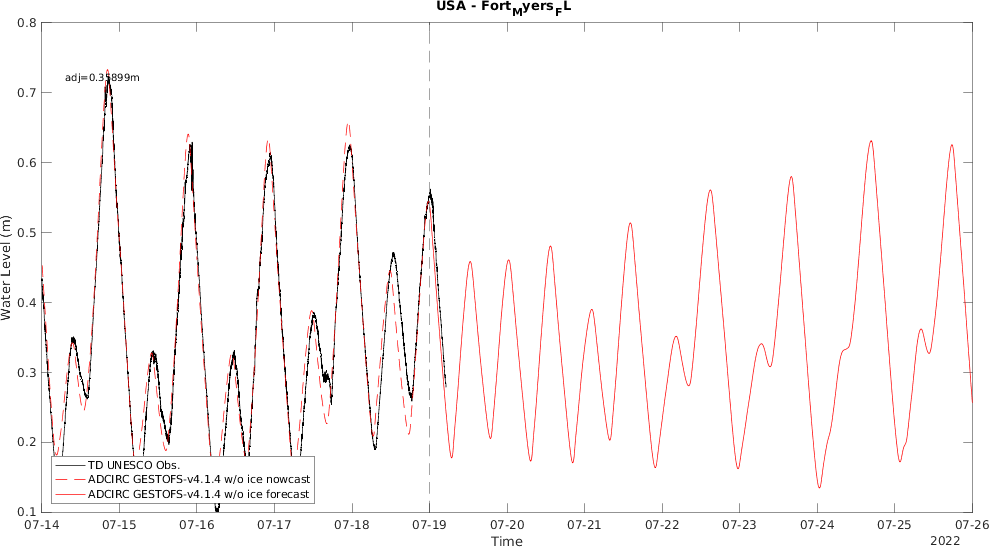 USA - Fort_Myers_FL
adj=0.31899m
Water Level (m)
0.8
0.7
0.6
0.5
0.4
0.3
0.2
0.1
TD UNESCO Obs.
ADCIRC GESTOFS-v4.1.4 w/o ice nowcast
ADCIRC GESTOFS-v4.1.4 w/o ice forecast
07-14 07-15 07-16 07-17 07-18 07-19 07-20 07-21 07-22 07-23 07-24 07-25 07-26
Time
2022